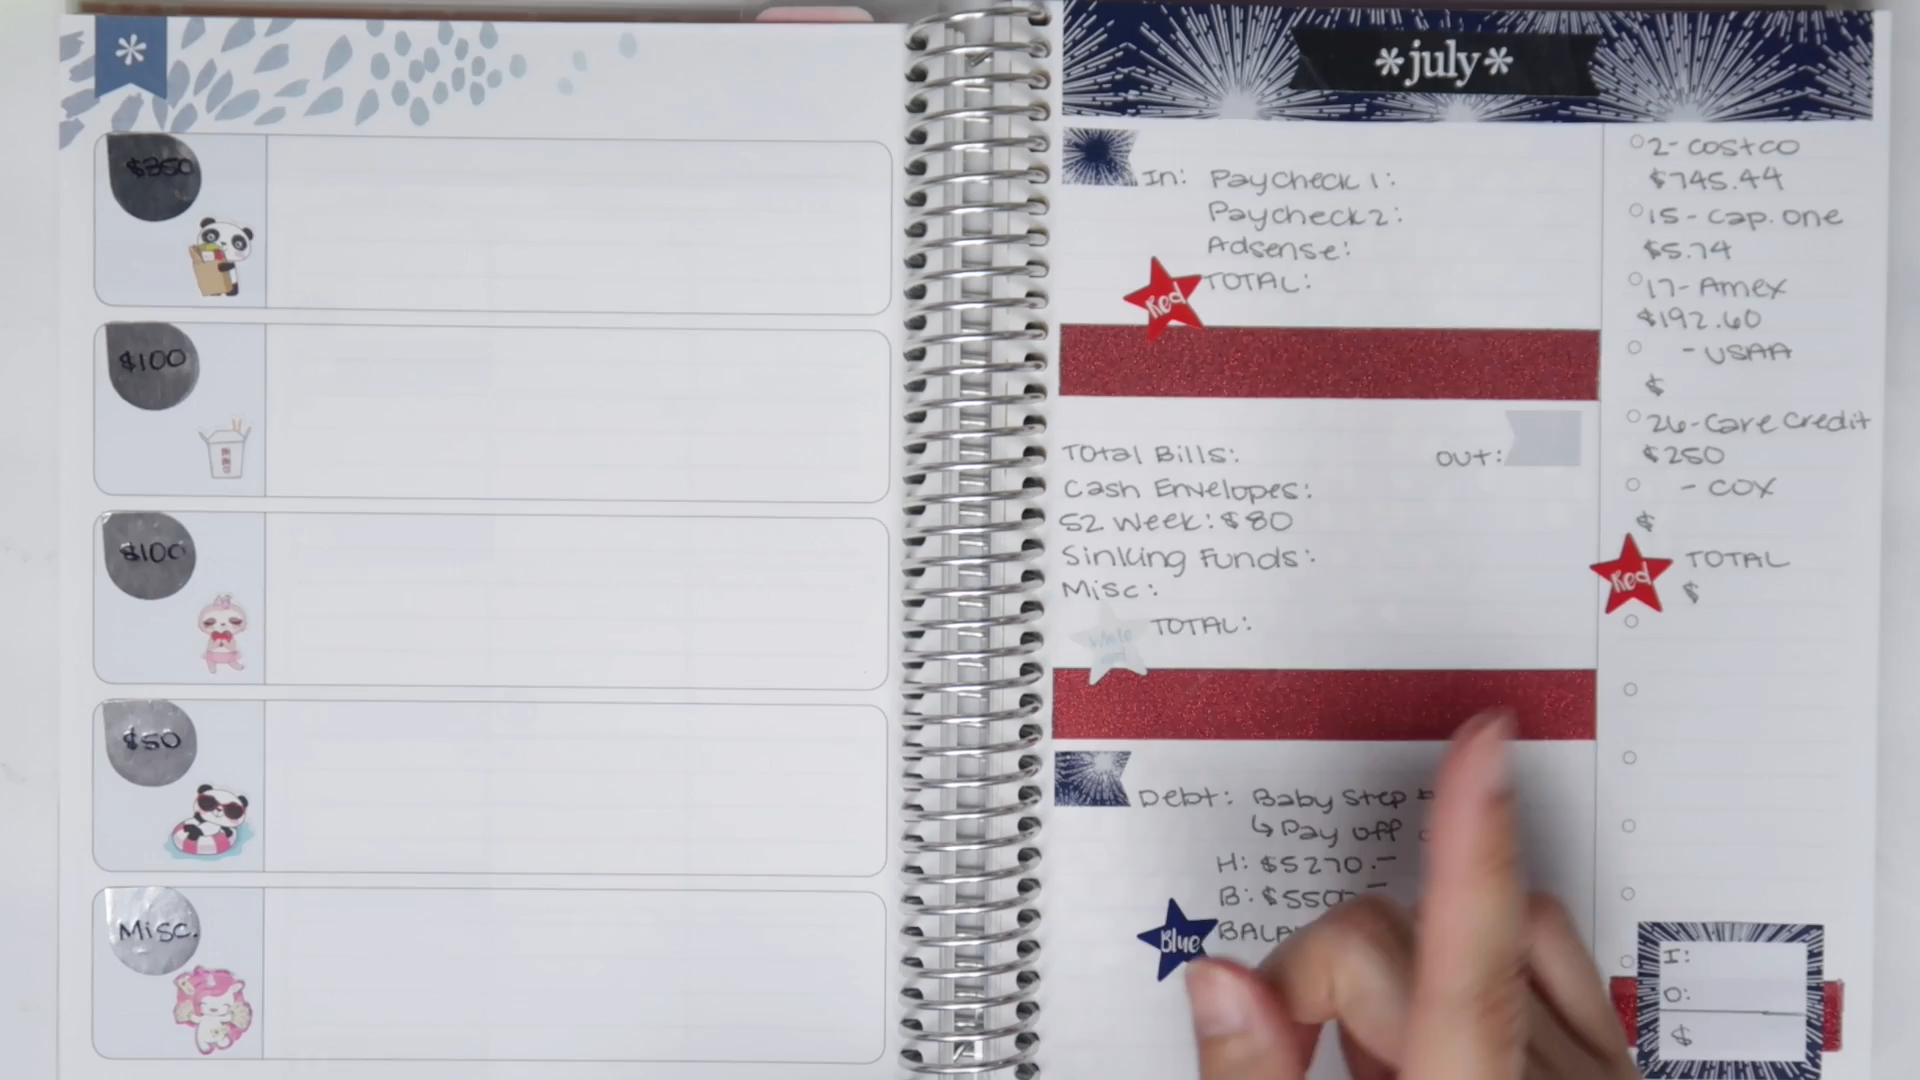 *
$350
$100
$100
$50
Misc.
*july*
In: Paycheck 1:
Paycheck 2:
Adsense:
Red TOTAL:
Total Bills:
OUT:
Cash Envelopes:
52 Week: $80
Sinking Funds:
Misc:
White TOTAL:
Debt: Baby Step
↳ Pay off
H: $5270.-
B: $550
Blue
2- Costco
$745.44
15- Cap. One
$5.74
17- Amex
$192.60
- USAA
$
26- Care Credit
$250
- COX
$
Red TOTAL
$
I:
O:
$